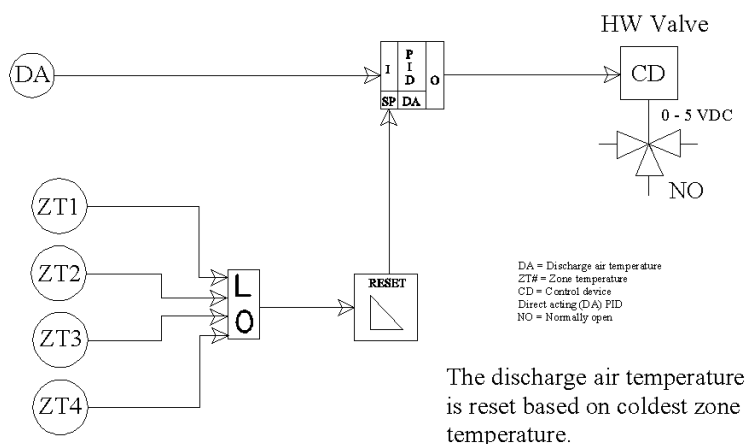 HW Valve
DA
I
PID
O
SP
DA
CD
0 - 5 VDC
NO
ZT1
ZT2
ZT3
ZT4
LO
RESET
DA = Discharge air temperature
ZT# = Zone temperature
CD = Control device
Direct acting (DA) PID
NO = Normally open
The discharge air temperature
is reset based on coldest zone
temperature.